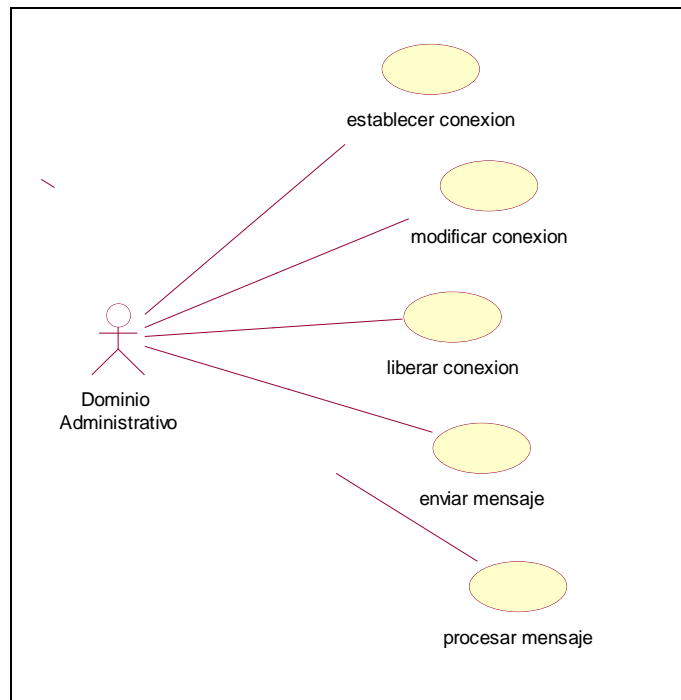 establecer conexion
modificar conexion
liberar conexion
Dominio
Administrativo
enviar mensaje
procesar mensaje